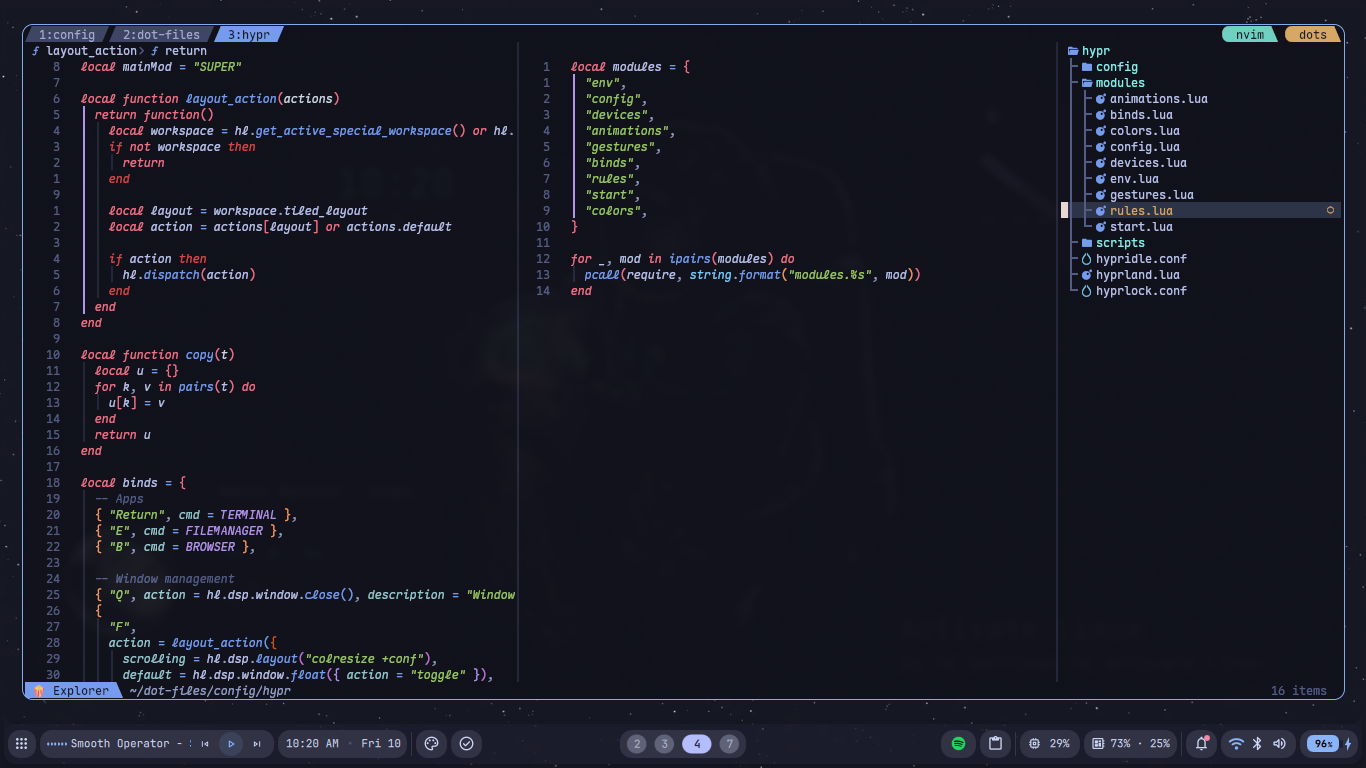 1:config 2:dot-files 3:hypr
nvim dots
ƒ layout_action> ƒ return
8 local mainMod = "SUPER"
7
6 local function layout_action(actions)
5 return function()
4 local workspace = hl.get_active_special_workspace() or hl.
3 if not workspace then
2 return
1 end
9
1 local layout = workspace.tiled_layout
2 local action = actions[layout] or actions.default
3
4 if action then
5 hl.dispatch(action)
6 end
7 end
8 end
9
10 local function copy(t)
11 local u = {}
12 for k, v in pairs(t) do
13 u[k] = v
14 end
15 return u
16 end
17
18 local binds = {
19 -- Apps
20 { "Return", cmd = TERMINAL },
21 { "E", cmd = FILEMANAGER },
22 { "B", cmd = BROWSER },
23
24 -- Window management
25 { "Q", action = hl.dsp.window.close(), description = "Window
26 {
27 "F",
28 action = layout_action({
29 scrolling = hl.dsp.layout("colresize +conf"),
30 default = hl.dsp.window.float({ action = "toggle" }),
1 local modules = {
1 "env",
2 "config",
3 "devices",
4 "animations",
5 "gestures",
6 "binds",
7 "rules",
8 "start",
9 "colors",
10 }
11
12 for _, mod in ipairs(modules) do
13 pcall(require, string.format("modules.%s", mod))
14 end
hypr
config
modules
animations.lua
binds.lua
colors.lua
config.lua
devices.lua
env.lua
gestures.lua
rules.lua
start.lua
scripts
hypridle.conf
hyprland.lua
hyprlock.conf
Explorer ~/dot-files/config/hypr
16 items
Smooth Operator -
10:20 AM · Fri 10
2 3 4 7
29%
73% · 25%
96%